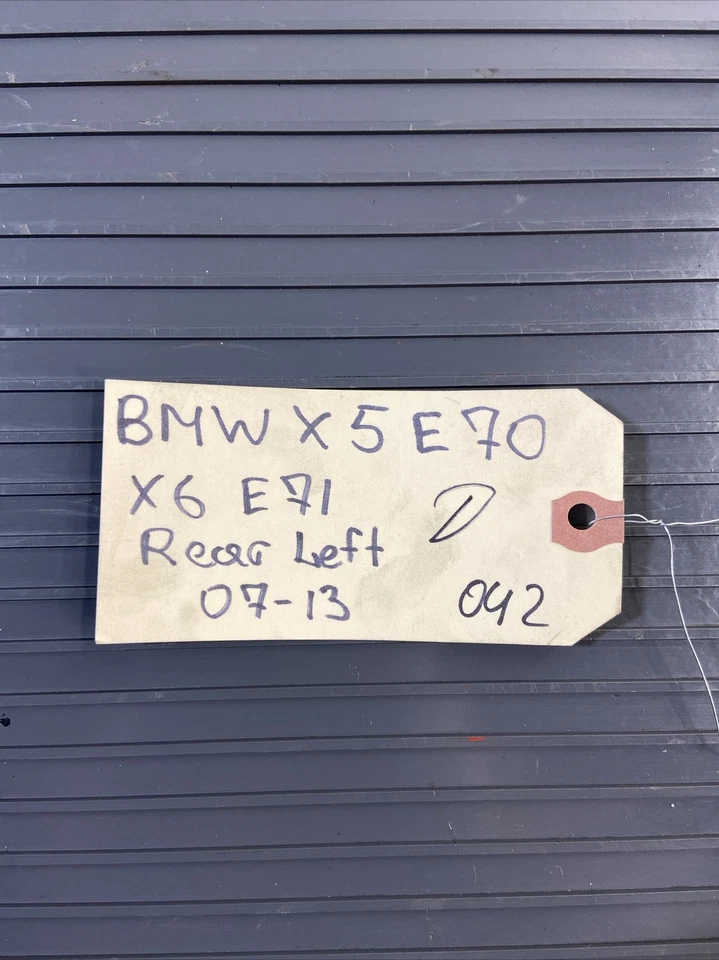 BMW X5 E70
X6 E71
D
Rear Left
07-13
042